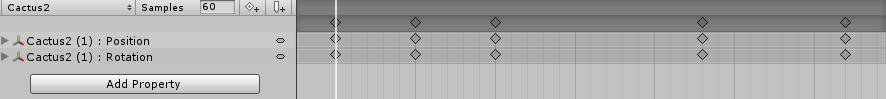 Cactus2 Samples 60
Cactus2 (1) : Position
Cactus2 (1) : Rotation
Add Property